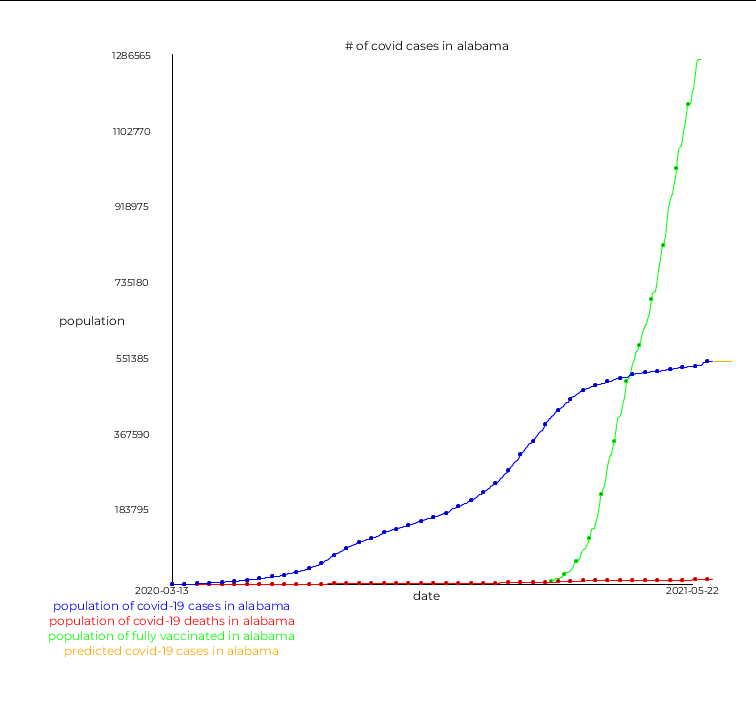 # of covid cases in alabama
1286565
1102770
918975
735180
population
551385
367590
183795
2020-03-13
2021-05-22
date
population of covid-19 cases in alabama
population of covid-19 deaths in alabama
population of fully vaccinated in alabama
predicted covid-19 cases in alabama